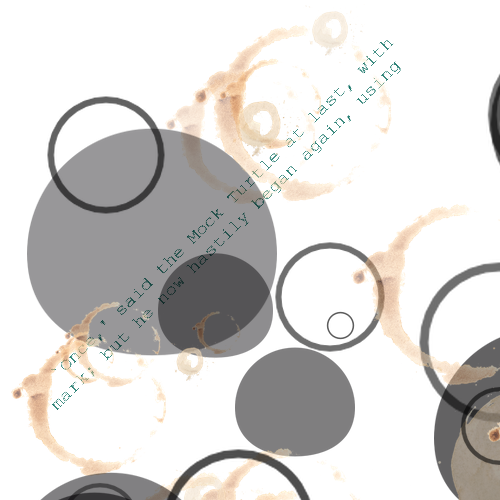 `Once,' said the Mock Turtle at last, with
mark; but he now hastily began again, using